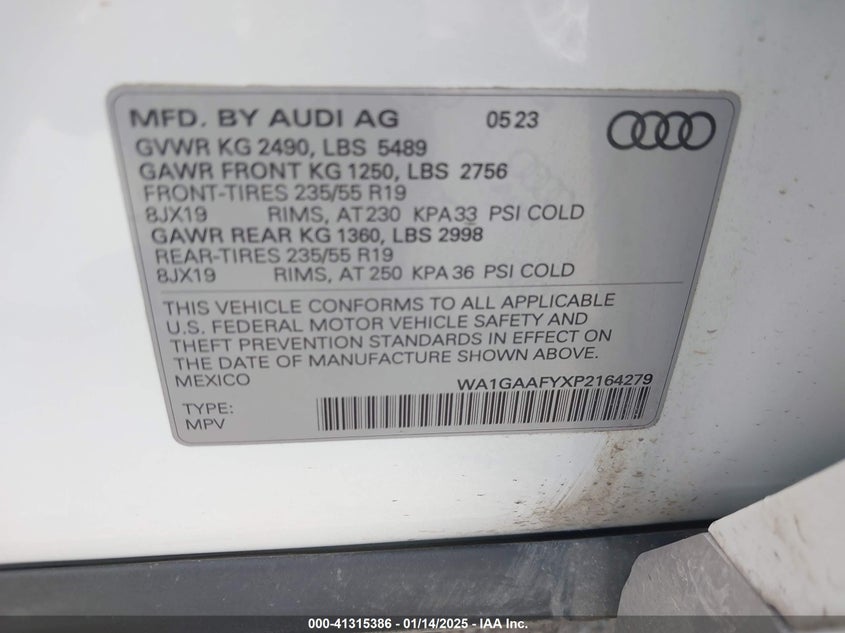 MFD. BY AUDI AG 05 23
GVWR KG 2490, LBS 5489
GAWR FRONT KG 1250, LBS 2756
FRONT-TIRES 235/55 R19
8JX19 RIMS, AT 230 KPA 33 PSI COLD
GAWR REAR KG 1360, LBS 2998
REAR-TIRES 235/55 R19
8JX19 RIMS, AT 250 KPA 36 PSI COLD
THIS VEHICLE CONFORMS TO ALL APPLICABLE
U.S. FEDERAL MOTOR VEHICLE SAFETY AND
THEFT PREVENTION STANDARDS IN EFFECT ON
THE DATE OF MANUFACTURE SHOWN ABOVE.
MEXICO WA1GAAFYXP2164279
TYPE:
MPV
000-41315386 - 01/14/2025 - IAA Inc.